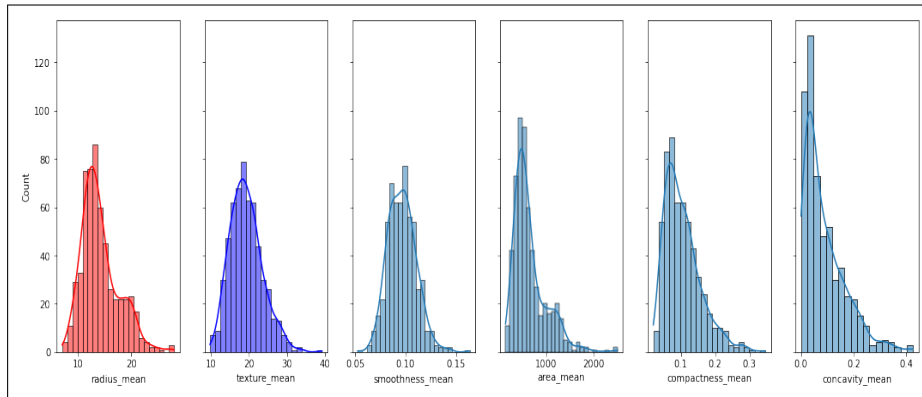 Count
120
100
80
60
40
20
0
10 20
radius_mean
10 20 30 40
texture_mean
0.05 0.10 0.15
smoothness_mean
1000 2000
area_mean
0.1 0.2 0.3
compactness_mean
0.0 0.2 0.4
concavity_mean